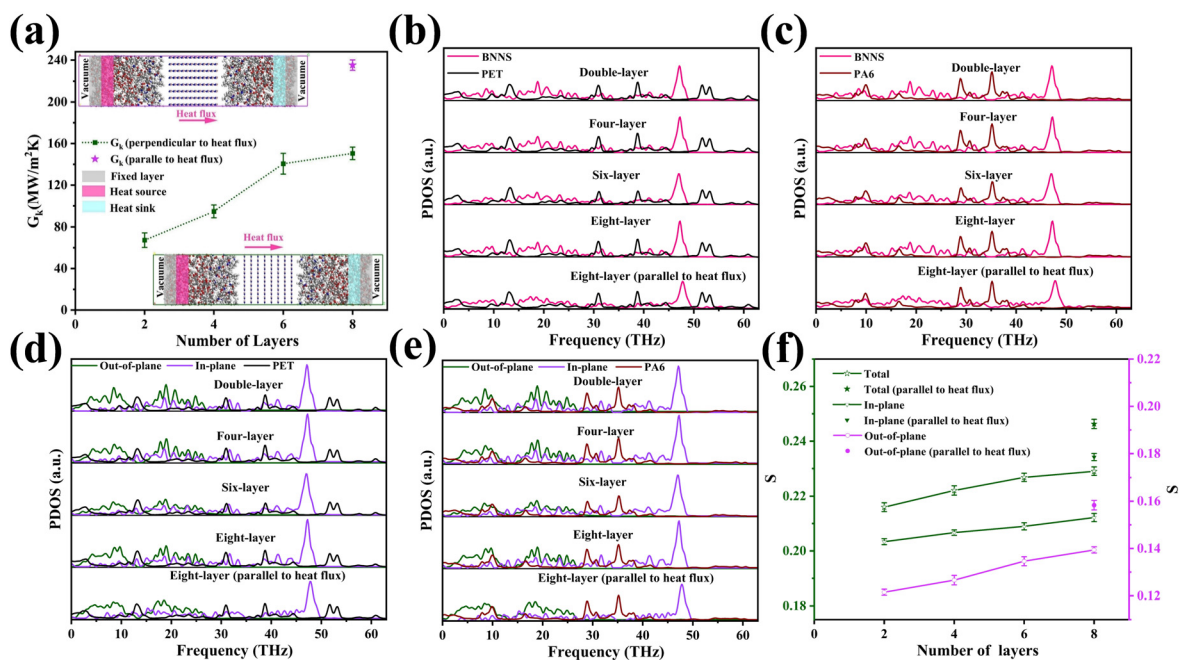 (a)
240
200
160
120
80
40
0
Gk(MW/m²K)
Vacuume
Vacuume
Heat flux
Gk (perpendicular to heat flux)
Gk (paralle to heat flux)
Fixed layer
Heat source
Heat sink
Heat flux
Vacuume
Vacuume
0 2 4 6 8
Number of Layers
(b)
BNNS
PET
Double-layer
Four-layer
Six-layer
Eight-layer
Eight-layer (parallel to heat flux)
PDOS (a.u.)
0 10 20 30 40 50 60
Frequency (THz)
(c)
BNNS
PA6
Double-layer
Four-layer
Six-layer
Eight-layer
Eight-layer (parallel to heat flux)
PDOS (a.u.)
0 10 20 30 40 50 60
Frequency (THz)
(d)
Out-of-plane In-plane PET
Double-layer
Four-layer
Six-layer
Eight-layer
Eight-layer (parallel to heat flux)
PDOS (a.u.)
0 10 20 30 40 50 60
Frequency (THz)
(e)
Out-of-plane In-plane PA6
Double-layer
Four-layer
Six-layer
Eight-layer
Eight-layer (parallel to heat flux)
PDOS (a.u.)
0 10 20 30 40 50 60
Frequency (THz)
(f)
Total
Total (parallel to heat flux)
In-plane
In-plane (parallel to heat flux)
Out-of-plane
Out-of-plane (parallel to heat flux)
0.26
0.24
0.22
0.20
0.18
S
0.22
0.20
0.18
0.16
0.14
0.12
S
0 2 4 6 8
Number of layers